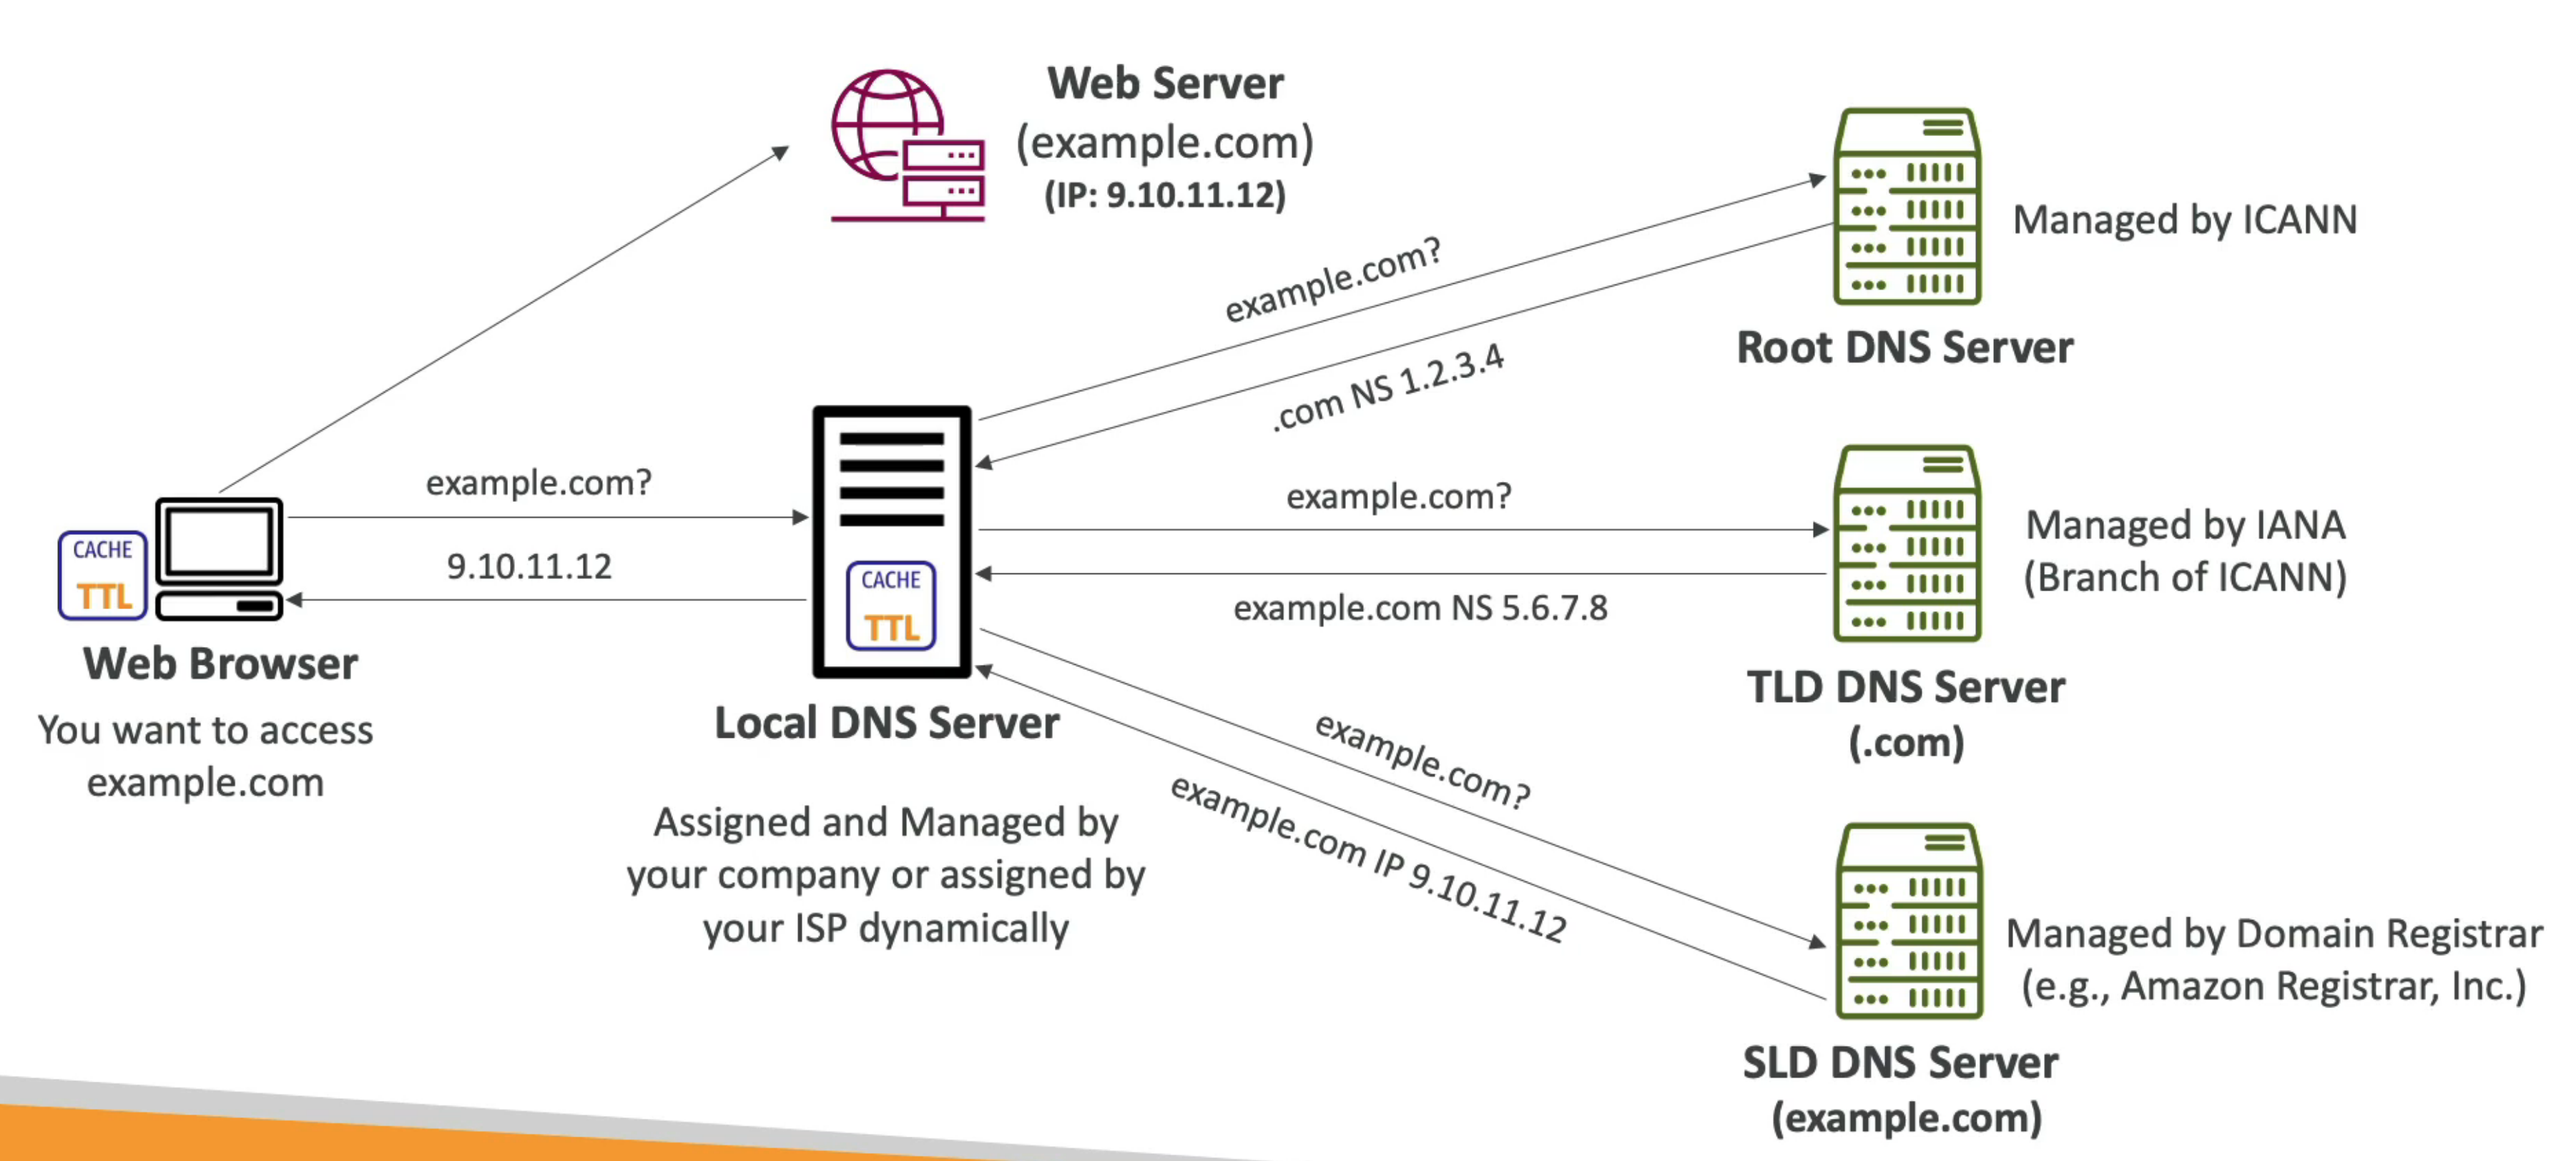 Web Server
(example.com)
(IP: 9.10.11.12)
example.com?
.com NS 1.2.3.4
Managed by ICANN
Root DNS Server
example.com?
9.10.11.12
CACHE
TTL
Web Browser
You want to access
example.com
CACHE
TTL
Local DNS Server
Assigned and Managed by
your company or assigned by
your ISP dynamically
example.com?
example.com NS 5.6.7.8
Managed by IANA
(Branch of ICANN)
TLD DNS Server
(.com)
example.com?
example.com IP 9.10.11.12
Managed by Domain Registrar
(e.g., Amazon Registrar, Inc.)
SLD DNS Server
(example.com)